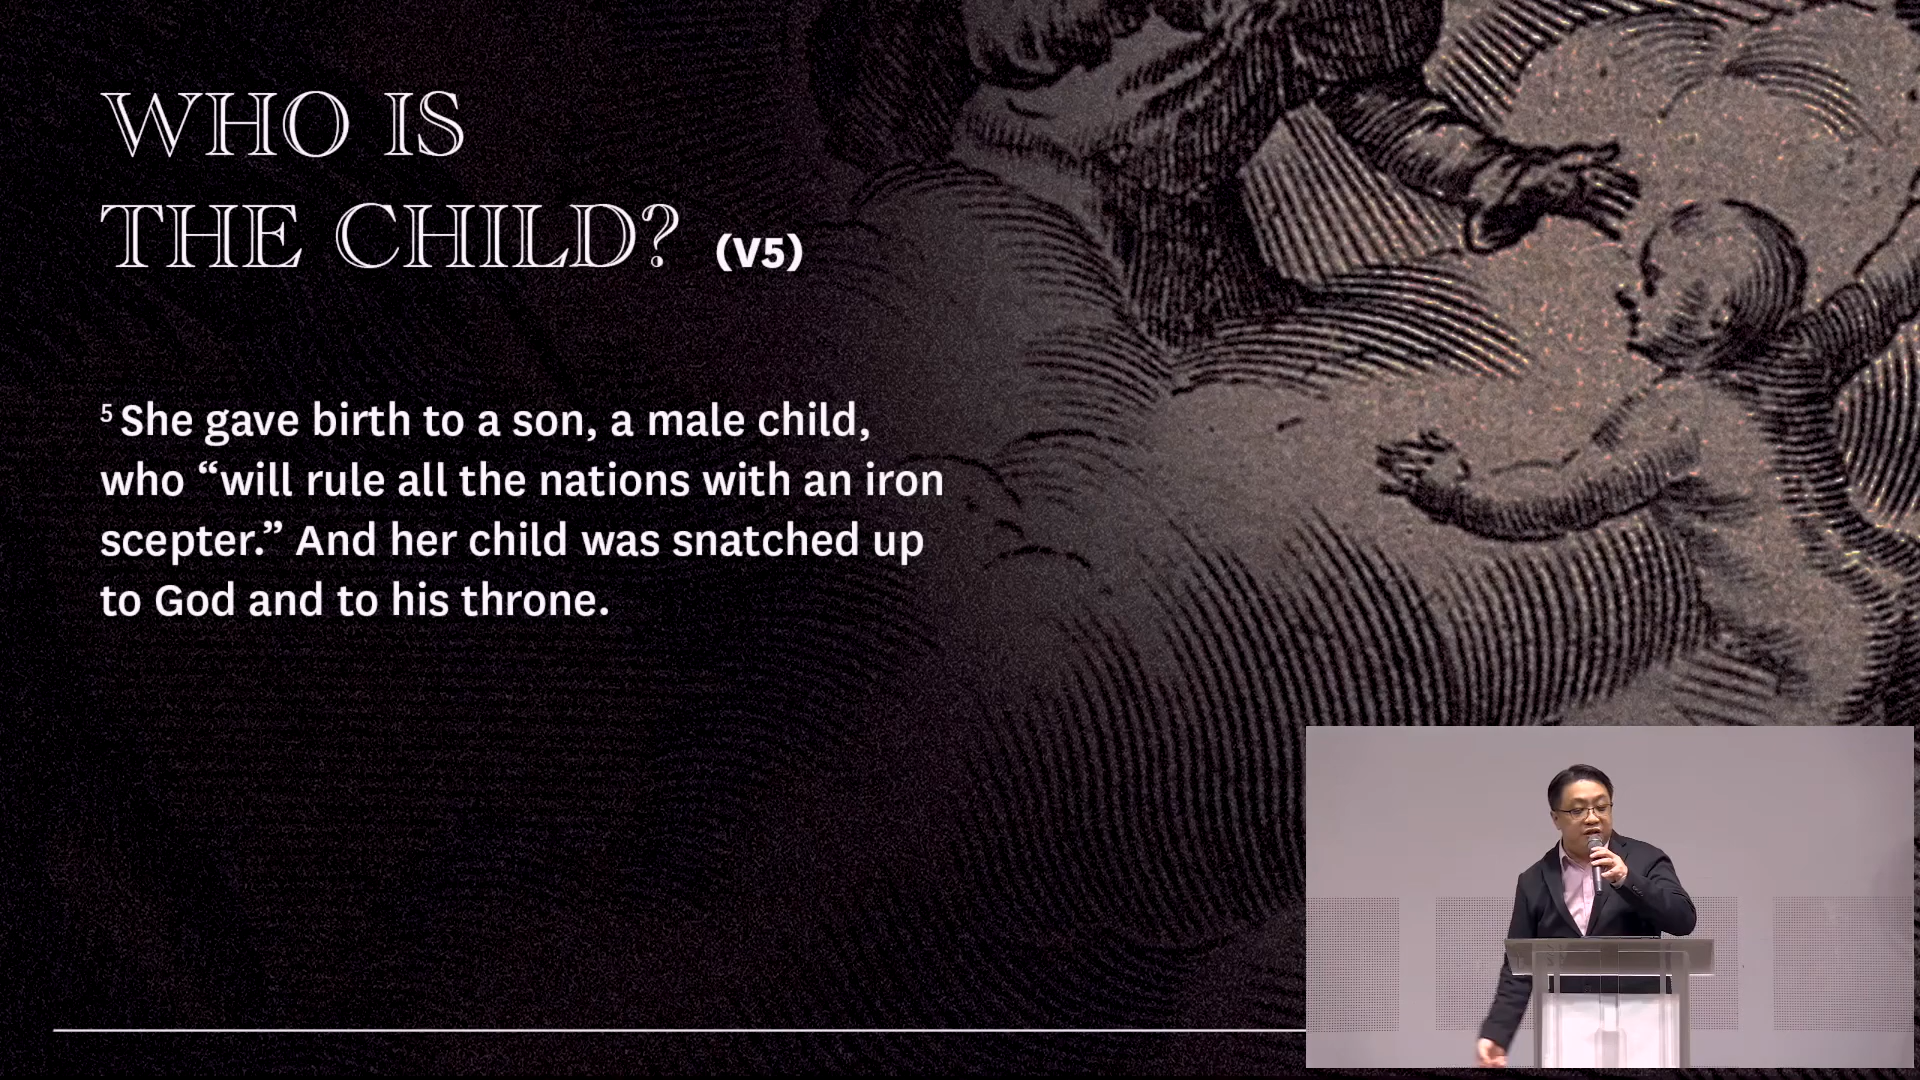 WHO IS
THE CHILD? (V5)
5 She gave birth to a son, a male child,
who “will rule all the nations with an iron
scepter.” And her child was snatched up
to God and to his throne.